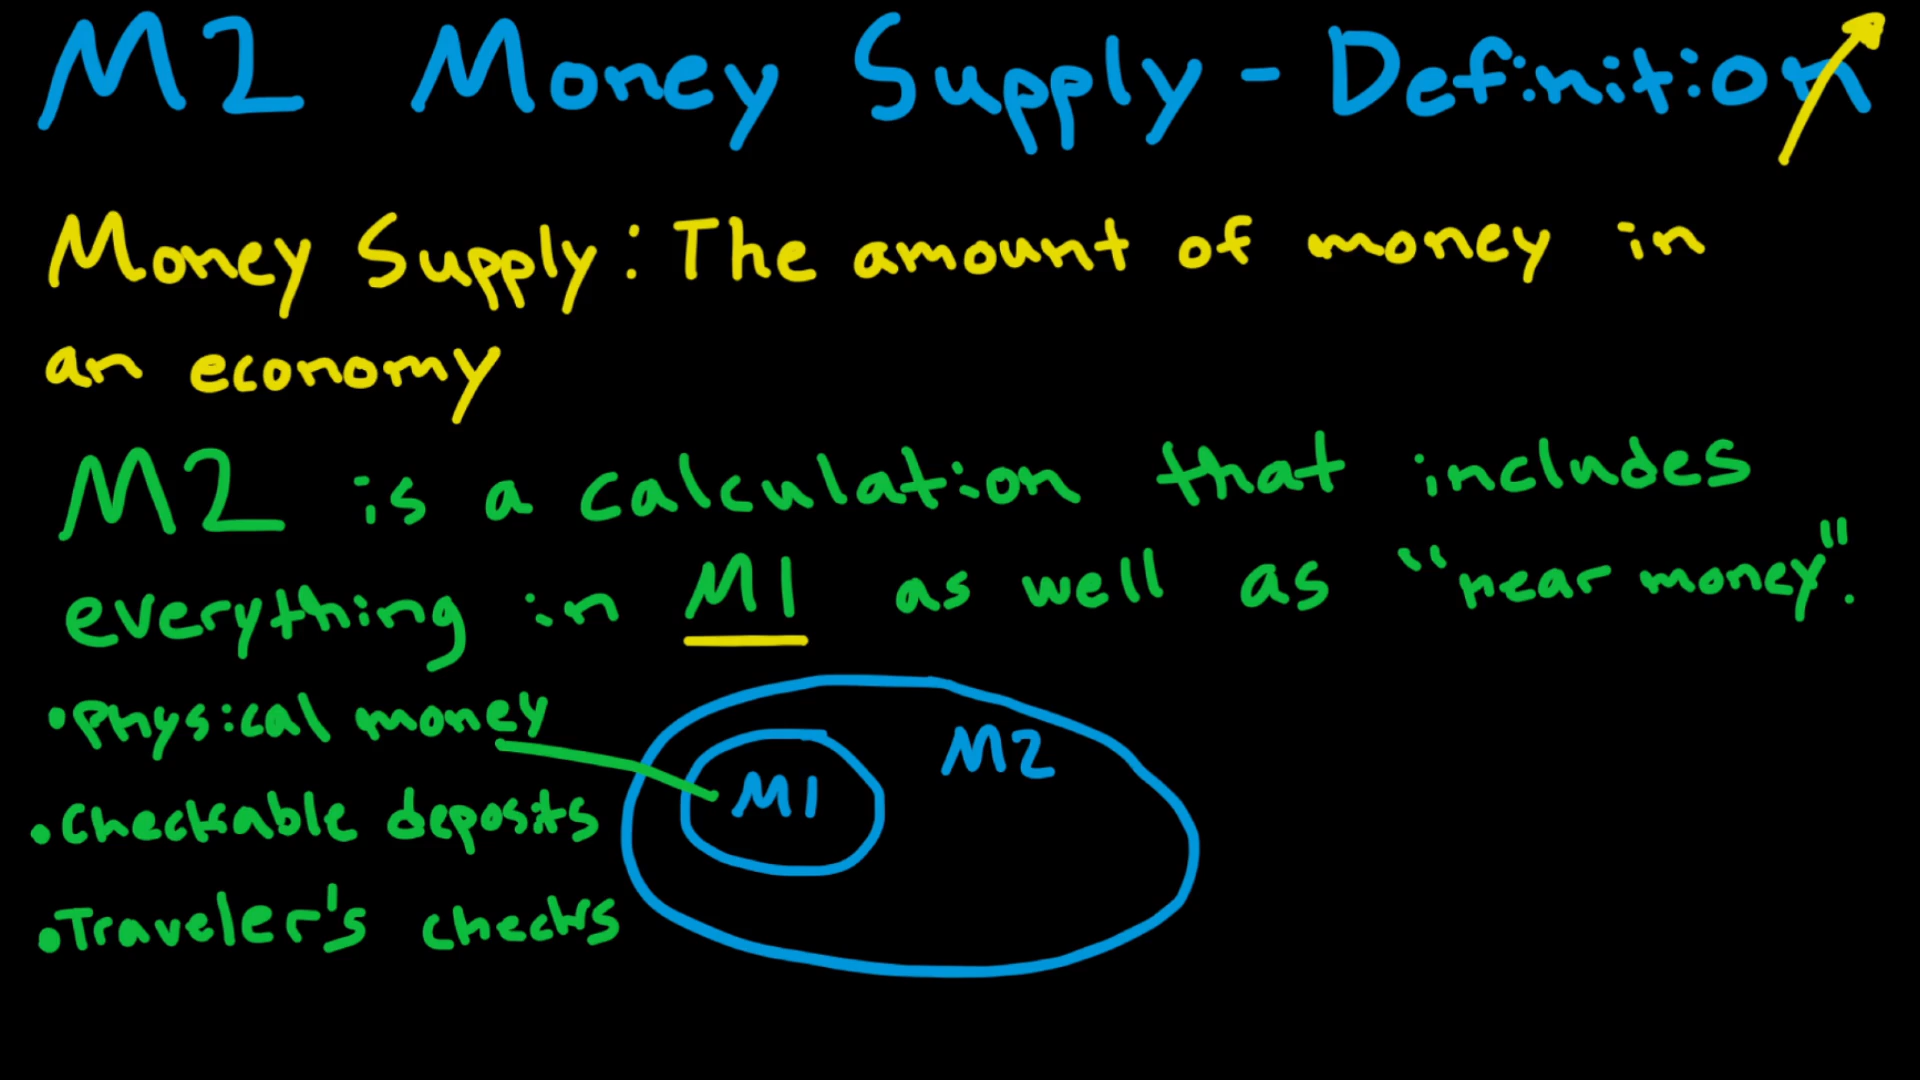 M2 Money Supply - Definition
Money Supply: The amount of money in
an economy
M2 is a calculation that includes
everything in M1 as well as "near money".
• Physical money
• Checkable deposits
• Traveler's checks
M1
M2